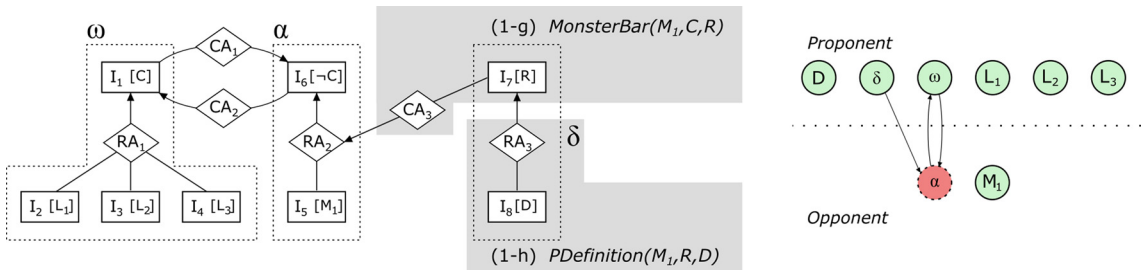 ω
CA₁
α
(1-g) MonsterBar(M₁,C,R)
I₁ [C]
I₆[¬C]
I₇[R]
CA₂
CA₃
RA₁
RA₂
RA₃
δ
I₂ [L₁]
I₃ [L₂]
I₄ [L₃]
I₅ [M₁]
I₈[D]
(1-h) PDefinition(M₁,R,D)
Proponent
D
δ
ω
L₁
L₂
L₃
α
M₁
Opponent